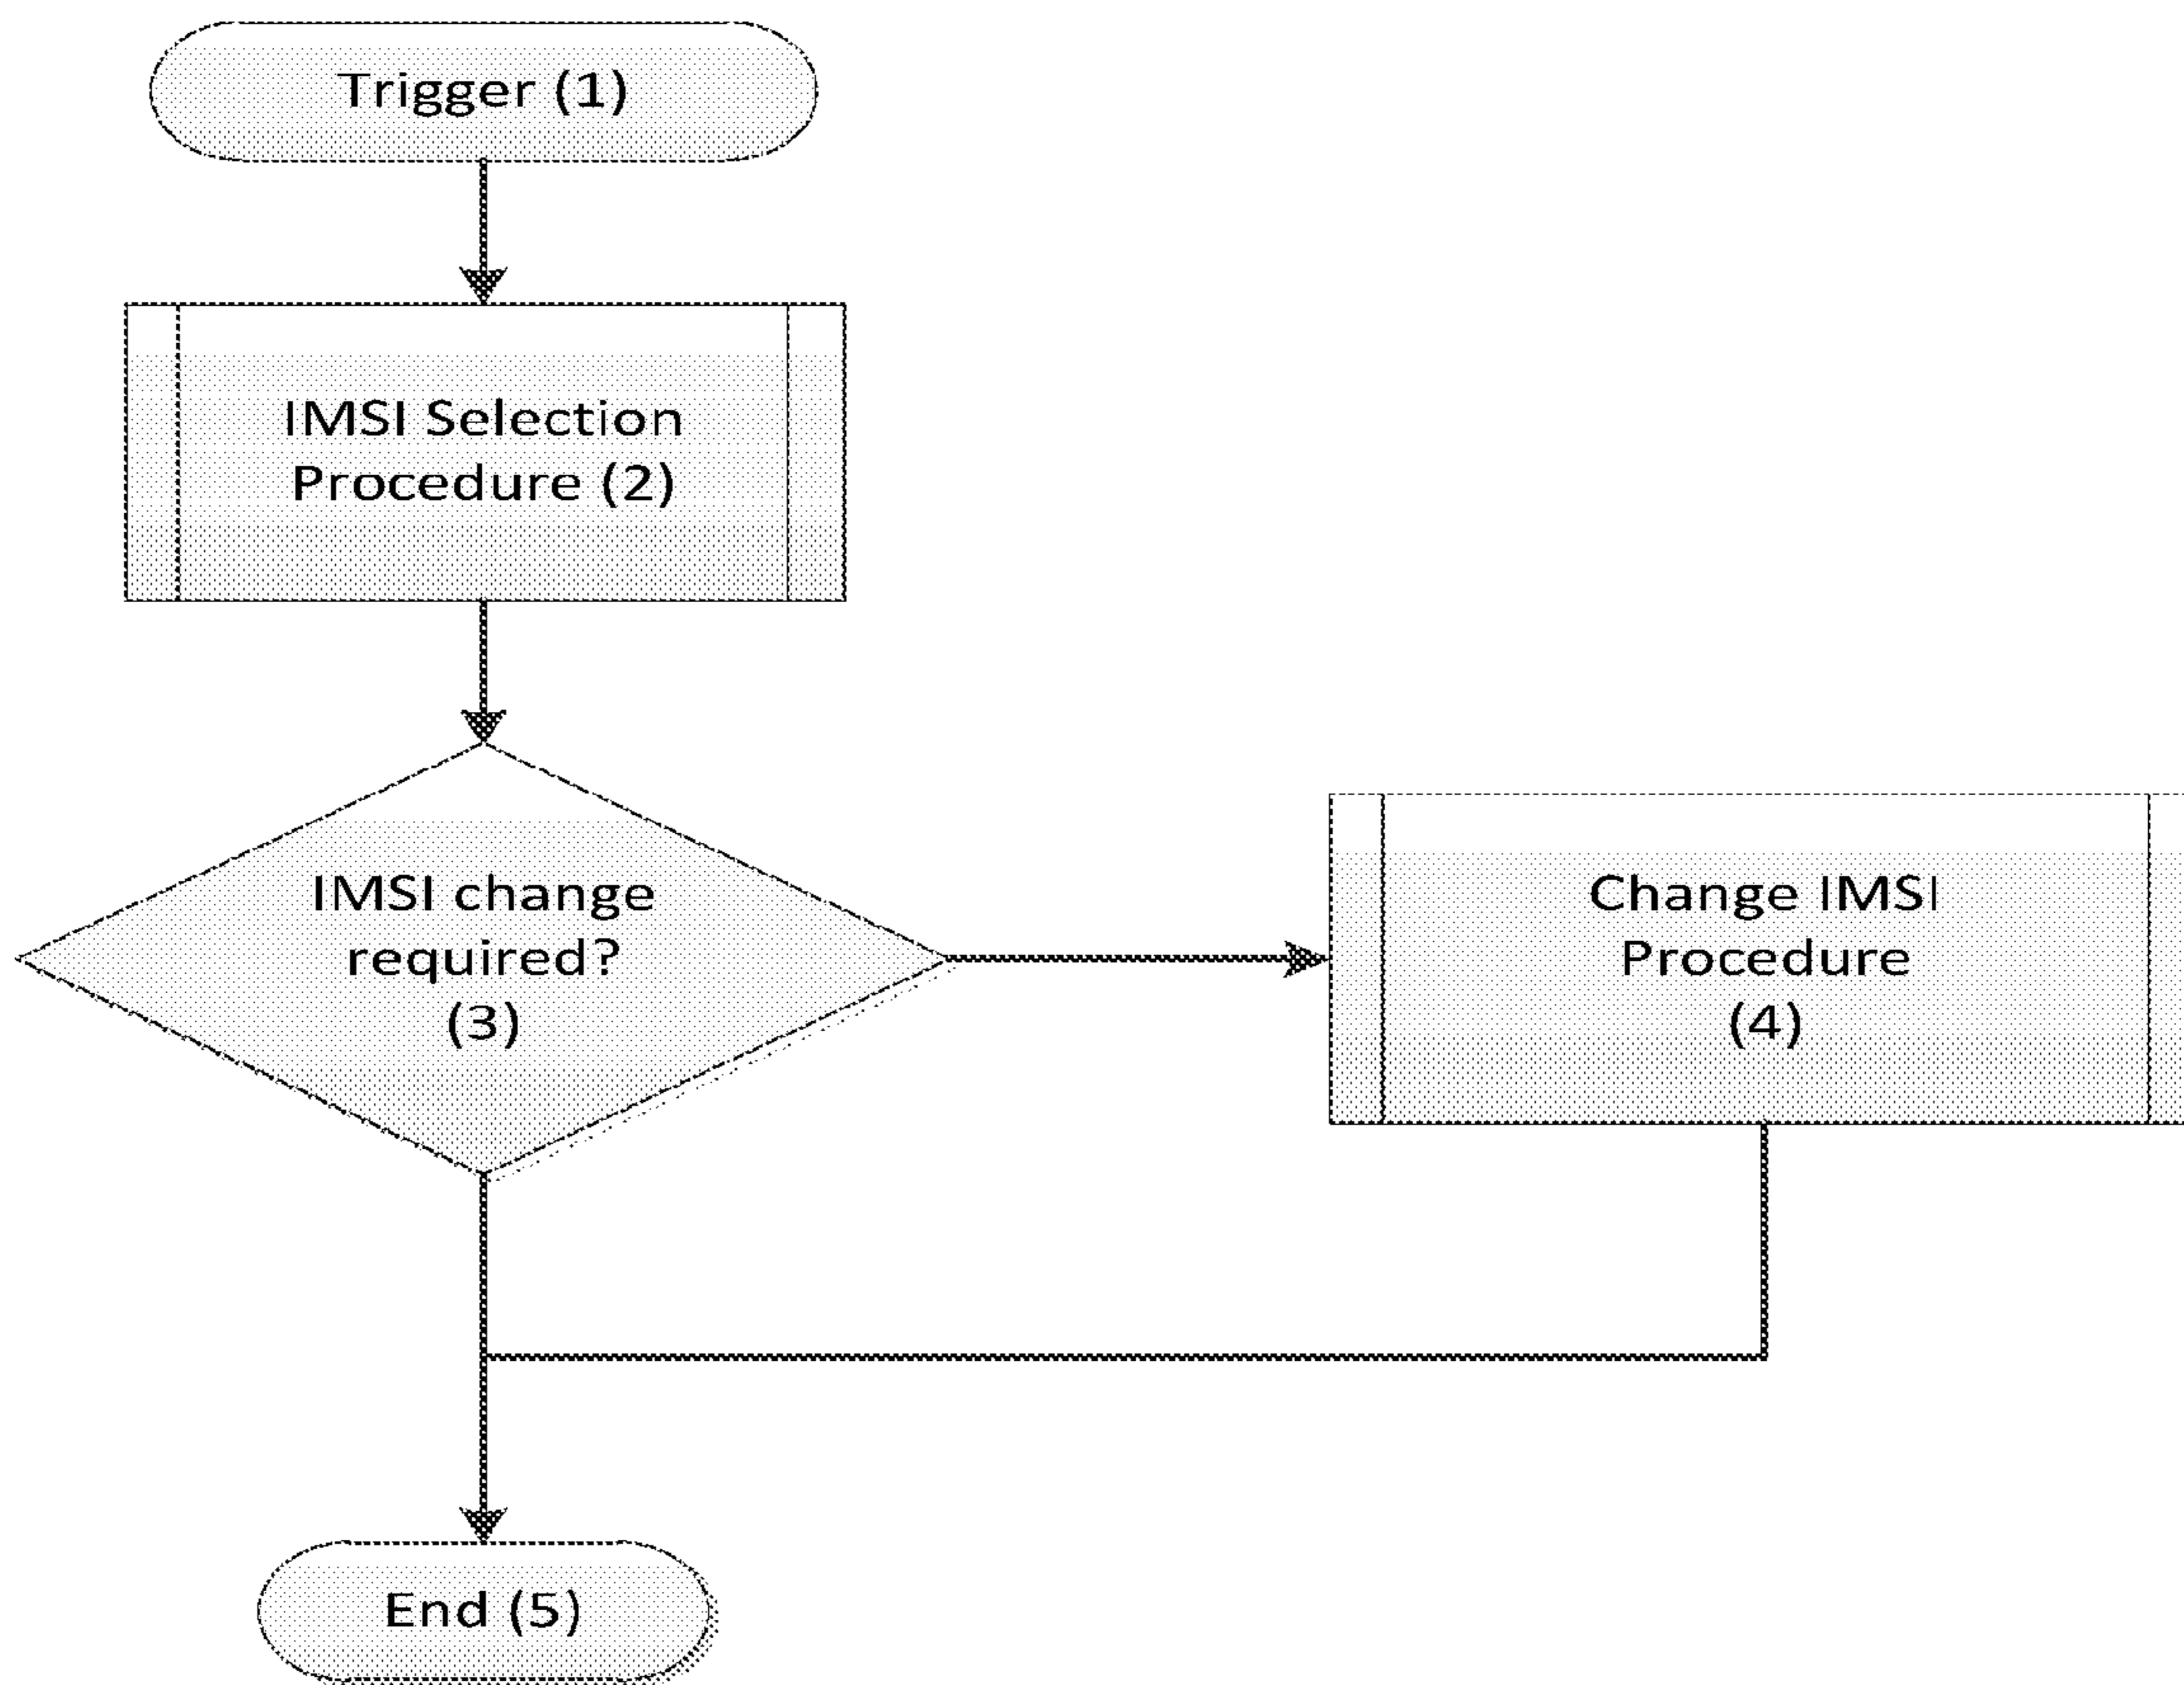 Trigger (1)
IMSI Selection
Procedure (2)
IMSI change
required?
(3)
Change IMSI
Procedure
(4)
End (5)